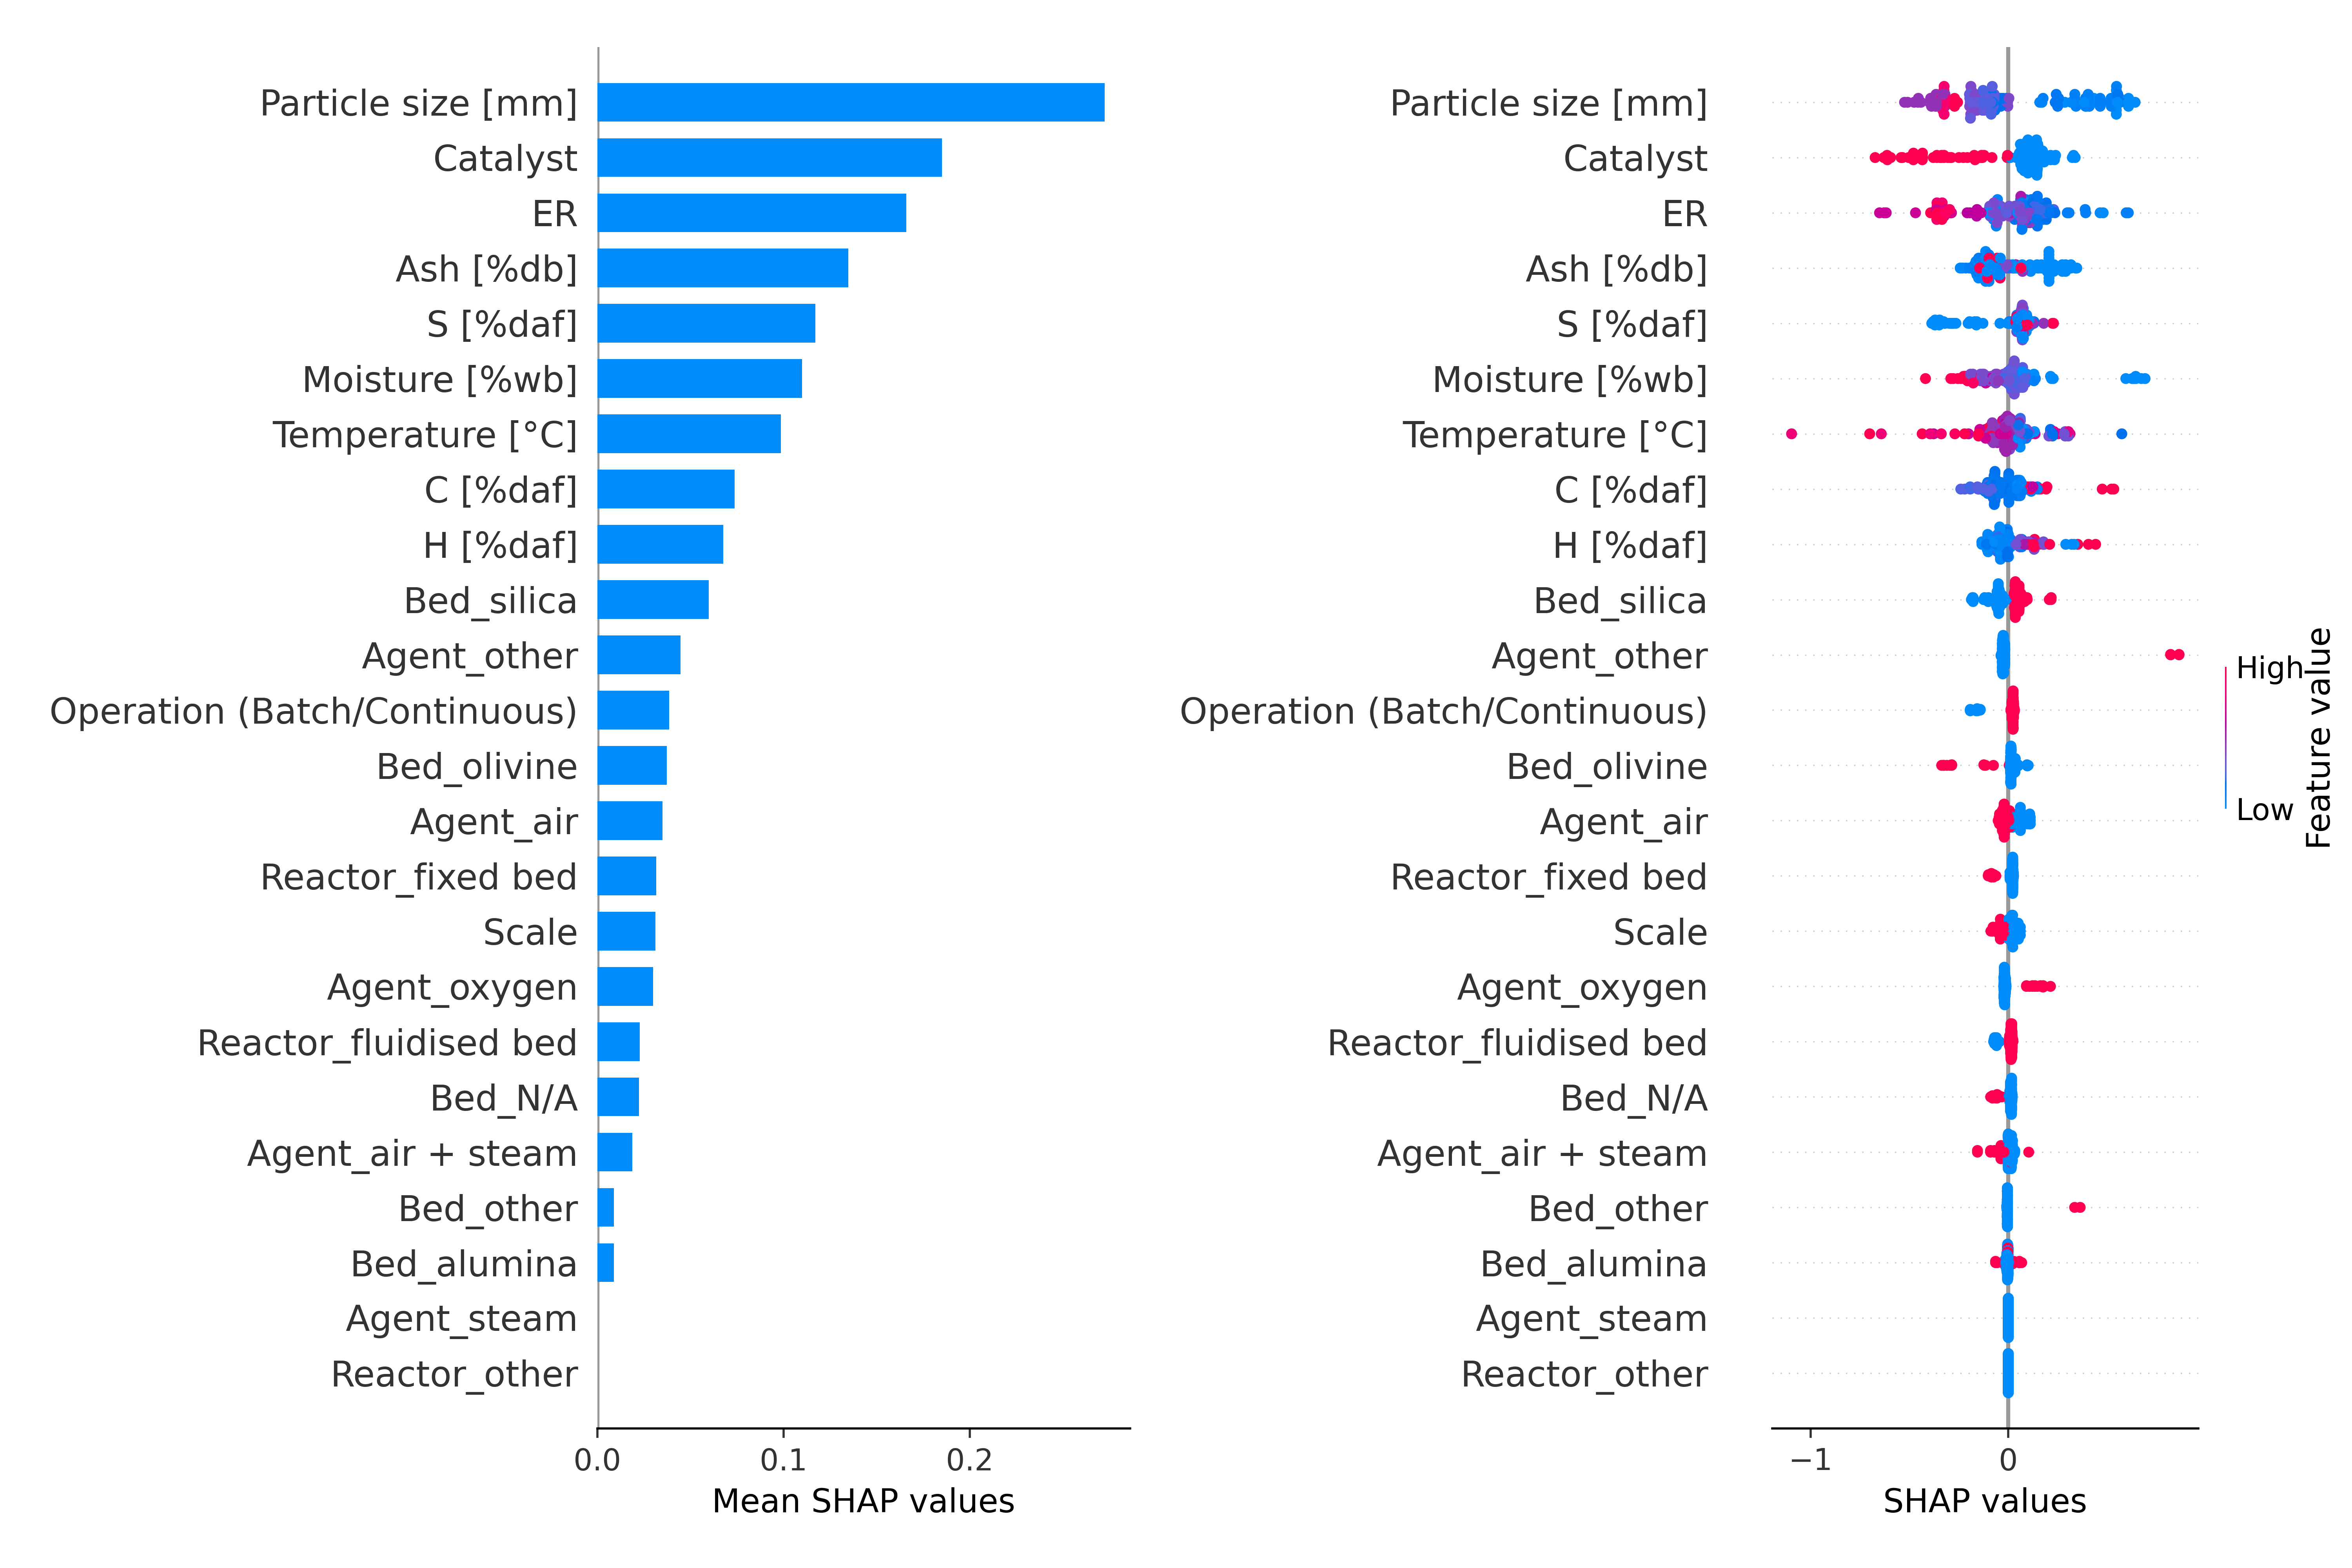 Particle size [mm]
Catalyst
ER
Ash [%db]
S [%daf]
Moisture [%wb]
Temperature [°C]
C [%daf]
H [%daf]
Bed_silica
Agent_other
Operation (Batch/Continuous)
Bed_olivine
Agent_air
Reactor_fixed bed
Scale
Agent_oxygen
Reactor_fluidised bed
Bed_N/A
Agent_air + steam
Bed_other
Bed_alumina
Agent_steam
Reactor_other
0.0 0.1 0.2
Mean SHAP values
Particle size [mm]
Catalyst
ER
Ash [%db]
S [%daf]
Moisture [%wb]
Temperature [°C]
C [%daf]
H [%daf]
Bed_silica
Agent_other
Operation (Batch/Continuous)
Bed_olivine
Agent_air
Reactor_fixed bed
Scale
Agent_oxygen
Reactor_fluidised bed
Bed_N/A
Agent_air + steam
Bed_other
Bed_alumina
Agent_steam
Reactor_other
−1 0
SHAP values
High
Low
Feature value